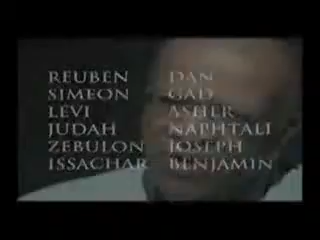 REUBEN DAN
SIMEON GAD
LEVI ASHER
JUDAH NAPHTALI
ZEBULON JOSEPH
ISSACHAR BENJAMIN